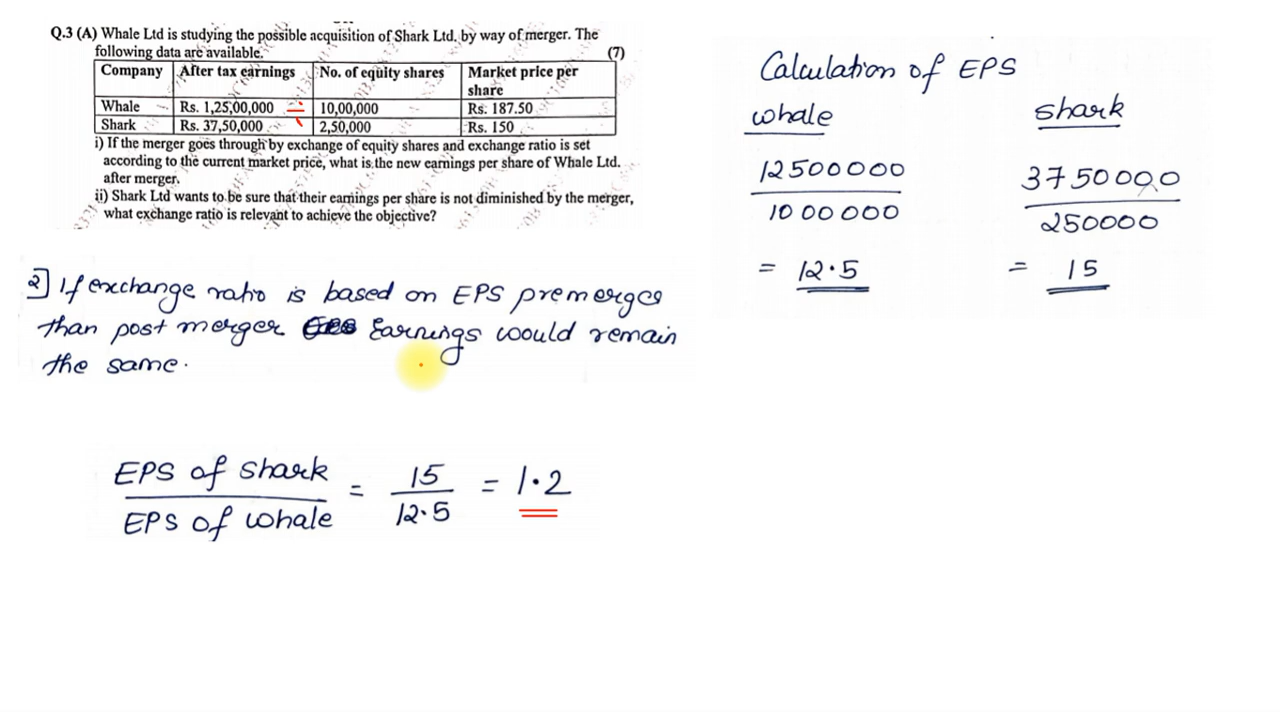 Q.3 (A) Whale Ltd is studying the possible acquisition of Shark Ltd. by way of merger. The
following data are available. (7)
Company After tax earnings No. of equity shares Market price per
share
Whale Rs. 1,25,00,000 10,00,000 Rs. 187.50
Shark Rs. 37,50,000 2,50,000 Rs. 150
i) If the merger goes through by exchange of equity shares and exchange ratio is set
according to the current market price, what is the new earnings per share of Whale Ltd.
after merger.
ii) Shark Ltd wants to be sure that their earnings per share is not diminished by the merger,
what exchange ratio is relevant to achieve the objective?
Calculation of EPS
whale shark
12500000 3750000
1000000 250000
= 12.5 = 15
2] If exchange ratio is based on EPS premerger
than post merger Earnings would remain
the same.
EPS of shark = 15 = 1.2
EPS of whale 12.5